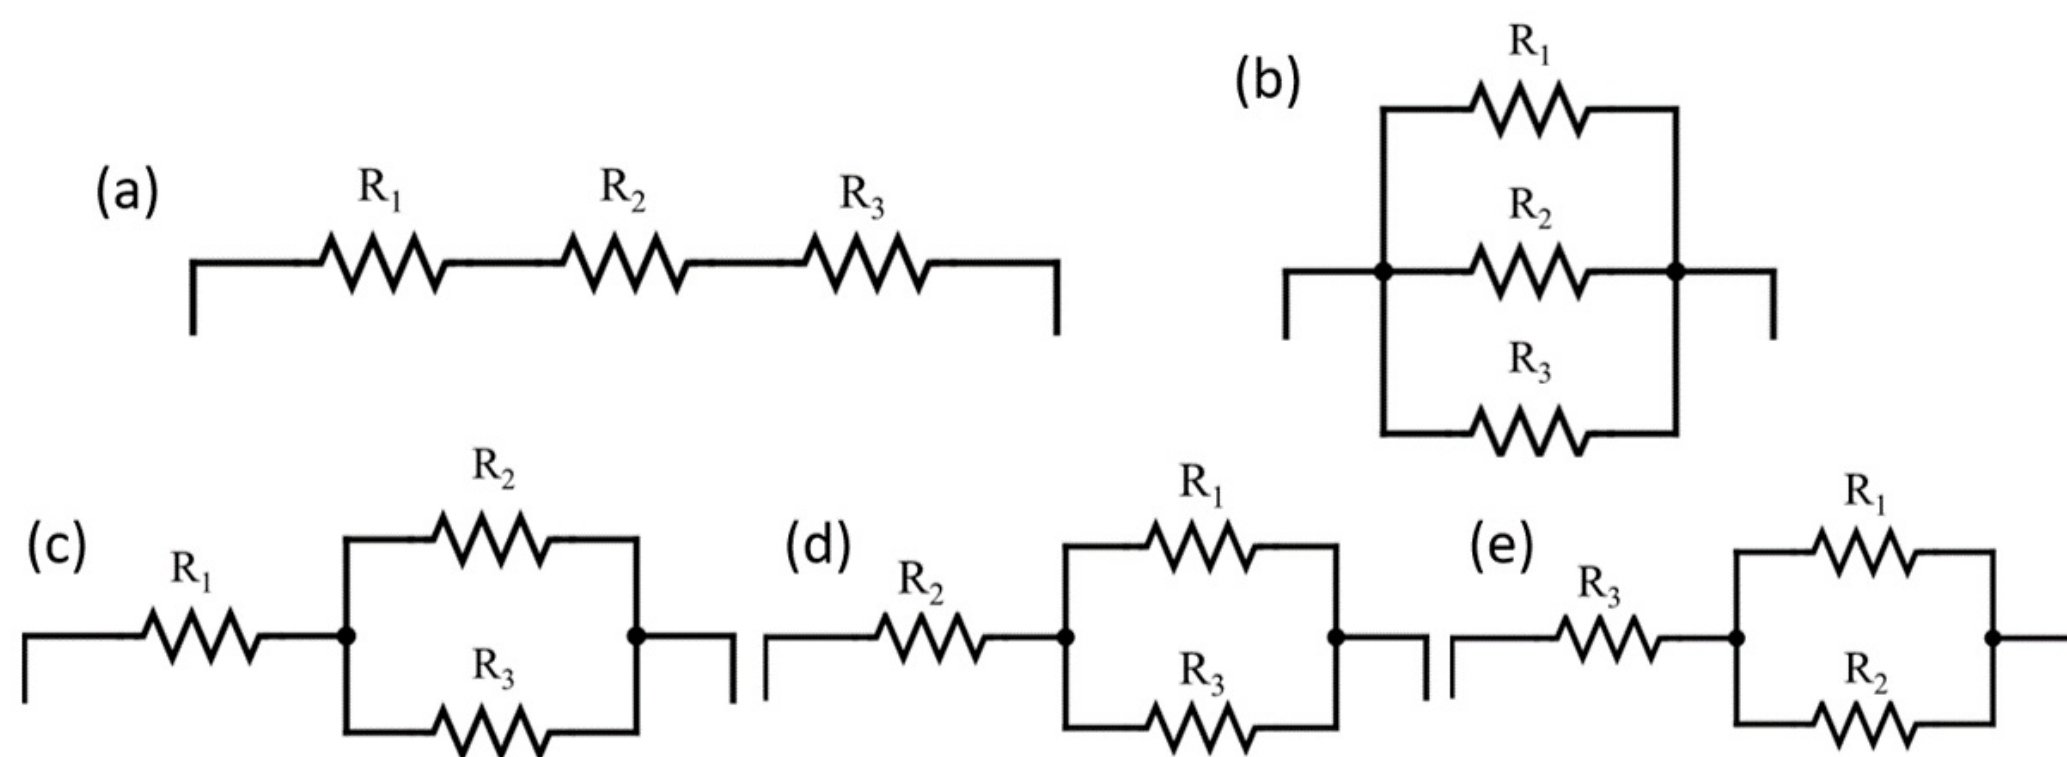 (a)
R₁ R₂ R₃
(b)
R₁
R₂
R₃
(c)
R₁
R₂
R₃
(d)
R₂
R₁
R₃
(e)
R₃
R₁
R₂